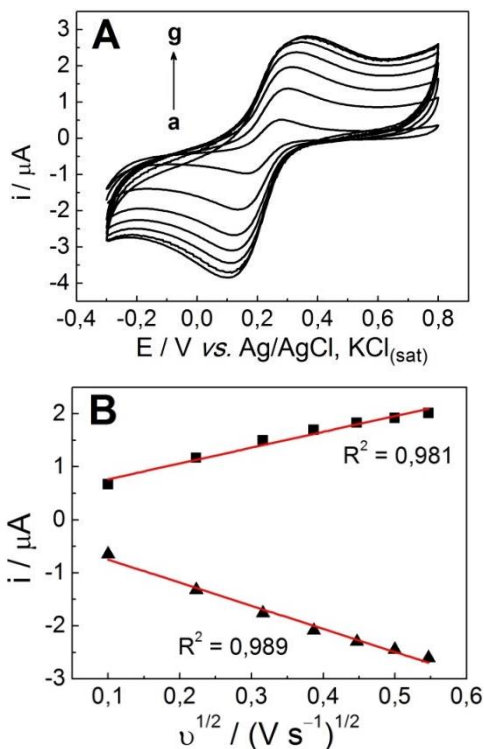 A
g
a
3
2
1
0
-1
-2
-3
-4
i / μA
-0,4
-0,2
0,0
0,2
0,4
0,6
0,8
E / V vs. Ag/AgCl, KCl(sat)
B
2
1
0
-1
-2
-3
i / μA
R² = 0,981
R² = 0,989
0,1
0,2
0,3
0,4
0,5
0,6
υ^1/2 / (V s⁻¹)^1/2